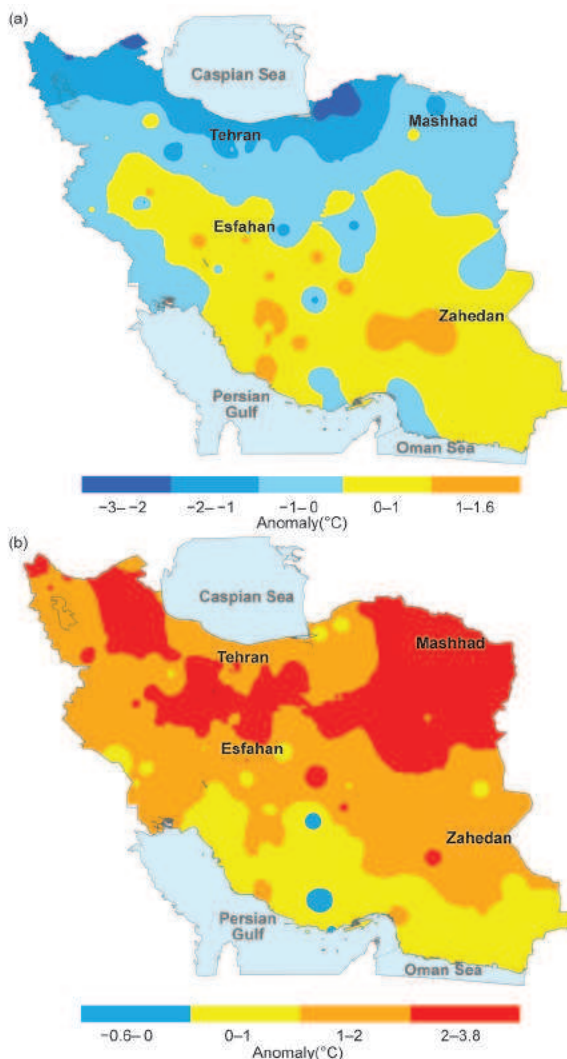 (a)
Caspian Sea
Mashhad
Tehran
Esfahan
Zahedan
Persian
Gulf
Oman Sea
−3– −2 −2– −1 −1– 0 0–1 1–1.6
Anomaly(°C)
(b)
Caspian Sea
Mashhad
Tehran
Esfahan
Zahedan
Persian
Gulf
Oman Sea
−0.6–0 0–1 1–2 2–3.8
Anomaly(°C)